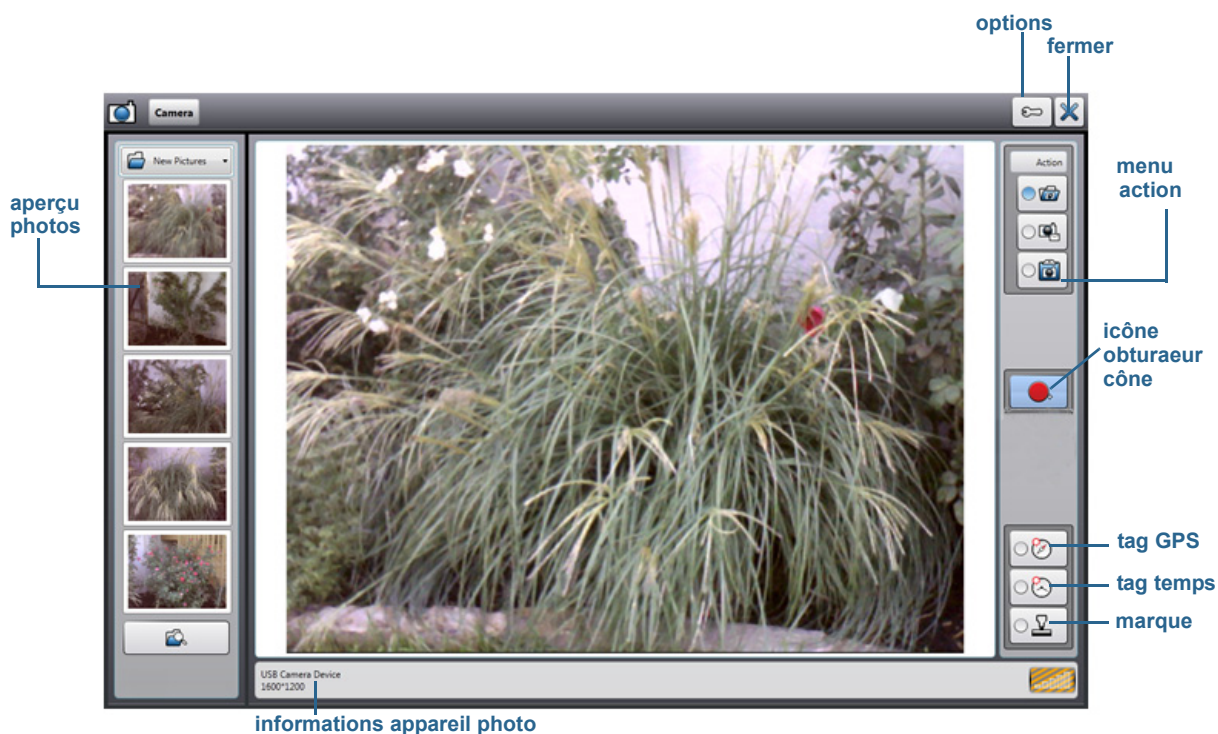 options
fermer
Camera
New Pictures
Action
aperçu
photos
menu
action
icône
obturaeur
cône
tag GPS
tag temps
marque
USB Camera Device
1600*1200
informations appareil photo